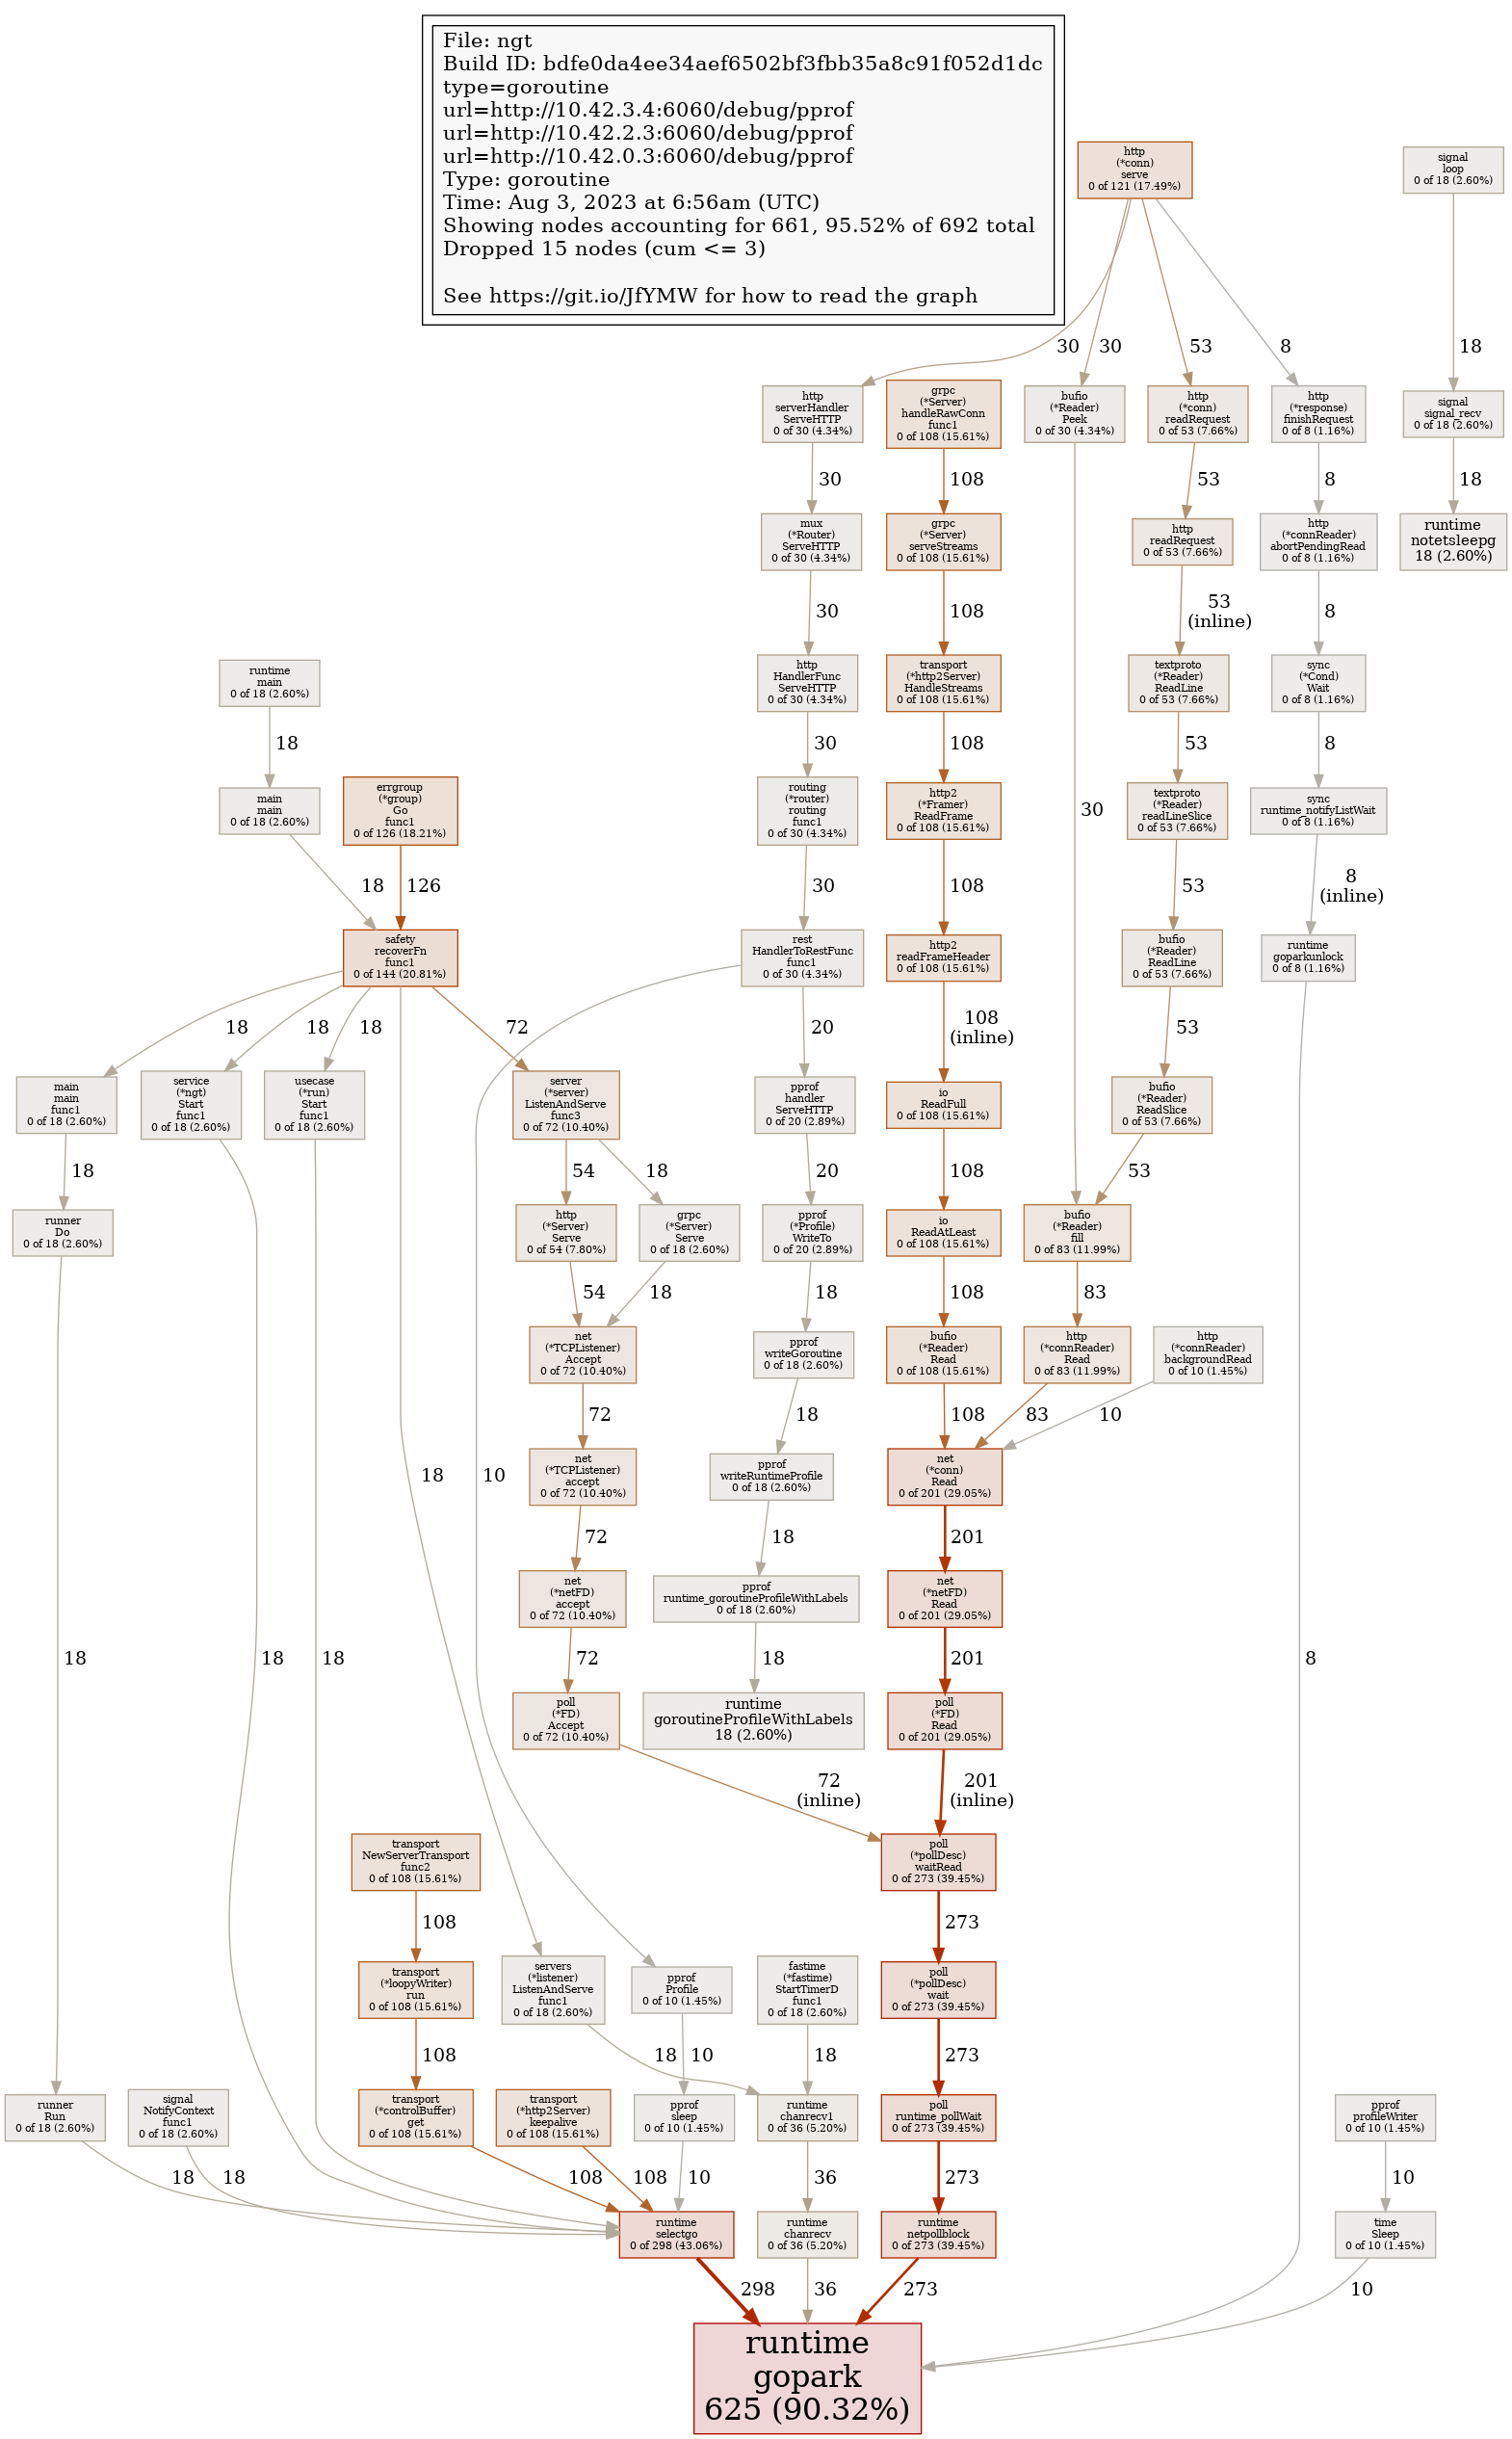 File: ngt
Build ID: bdfe0da4ee34aef6502bf3fbb35a8c91f052d1dc
type=goroutine
url=http://10.42.3.4:6060/debug/pprof
url=http://10.42.2.3:6060/debug/pprof
url=http://10.42.0.3:6060/debug/pprof
Type: goroutine
Time: Aug 3, 2023 at 6:56am (UTC)
Showing nodes accounting for 661, 95.52% of 692 total
Dropped 15 nodes (cum <= 3)
See https://git.io/JfYMW for how to read the graph
http
(*conn)
serve
0 of 121 (17.49%)
signal
loop
0 of 18 (2.60%)
30
30
53
8
18
http
serverHandler
ServeHTTP
0 of 30 (4.34%)
grpc
(*Server)
handleRawConn
func1
0 of 108 (15.61%)
bufio
(*Reader)
Peek
0 of 30 (4.34%)
http
(*conn)
readRequest
0 of 53 (7.66%)
http
(*response)
finishRequest
0 of 8 (1.16%)
signal
signal_recv
0 of 18 (2.60%)
30
108
53
8
18
mux
(*Router)
ServeHTTP
0 of 30 (4.34%)
grpc
(*Server)
serveStreams
0 of 108 (15.61%)
http
readRequest
0 of 53 (7.66%)
http
(*connReader)
abortPendingRead
0 of 8 (1.16%)
runtime
notetsleepg
18 (2.60%)
30
108
53
(inline)
8
runtime
main
0 of 18 (2.60%)
http
HandlerFunc
ServeHTTP
0 of 30 (4.34%)
transport
(*http2Server)
HandleStreams
0 of 108 (15.61%)
textproto
(*Reader)
ReadLine
0 of 53 (7.66%)
sync
(*Cond)
Wait
0 of 8 (1.16%)
18
30
108
53
8
main
main
0 of 18 (2.60%)
errgroup
(*group)
Go
func1
0 of 126 (18.21%)
routing
(*router)
routing
func1
0 of 30 (4.34%)
http2
(*Framer)
ReadFrame
0 of 108 (15.61%)
30
textproto
(*Reader)
readLineSlice
0 of 53 (7.66%)
sync
runtime_notifyListWait
0 of 8 (1.16%)
18
126
30
108
53
8
(inline)
safety
recoverFn
func1
0 of 144 (20.81%)
rest
HandlerToRestFunc
func1
0 of 30 (4.34%)
http2
readFrameHeader
0 of 108 (15.61%)
bufio
(*Reader)
ReadLine
0 of 53 (7.66%)
runtime
goparkunlock
0 of 8 (1.16%)
18
18
18
72
20
108
(inline)
53
main
main
func1
0 of 18 (2.60%)
service
(*ngt)
Start
func1
0 of 18 (2.60%)
usecase
(*run)
Start
func1
0 of 18 (2.60%)
server
(*server)
ListenAndServe
func3
0 of 72 (10.40%)
pprof
handler
ServeHTTP
0 of 20 (2.89%)
io
ReadFull
0 of 108 (15.61%)
bufio
(*Reader)
ReadSlice
0 of 53 (7.66%)
18
54
18
20
108
53
runner
Do
0 of 18 (2.60%)
http
(*Server)
Serve
0 of 54 (7.80%)
grpc
(*Server)
Serve
0 of 18 (2.60%)
pprof
(*Profile)
WriteTo
0 of 20 (2.89%)
io
ReadAtLeast
0 of 108 (15.61%)
bufio
(*Reader)
fill
0 of 83 (11.99%)
54
18
18
108
83
net
(*TCPListener)
Accept
0 of 72 (10.40%)
pprof
writeGoroutine
0 of 18 (2.60%)
bufio
(*Reader)
Read
0 of 108 (15.61%)
http
(*connReader)
Read
0 of 83 (11.99%)
http
(*connReader)
backgroundRead
0 of 10 (1.45%)
72
18
108
83
10
net
(*TCPListener)
accept
0 of 72 (10.40%)
18
10
pprof
writeRuntimeProfile
0 of 18 (2.60%)
net
(*conn)
Read
0 of 201 (29.05%)
72
18
201
net
(*netFD)
accept
0 of 72 (10.40%)
pprof
runtime_goroutineProfileWithLabels
0 of 18 (2.60%)
net
(*netFD)
Read
0 of 201 (29.05%)
18
18
18
72
18
201
8
poll
(*FD)
Accept
0 of 72 (10.40%)
runtime
goroutineProfileWithLabels
18 (2.60%)
poll
(*FD)
Read
0 of 201 (29.05%)
72
(inline)
201
(inline)
transport
NewServerTransport
func2
0 of 108 (15.61%)
poll
(*pollDesc)
waitRead
0 of 273 (39.45%)
108
273
transport
(*loopyWriter)
run
0 of 108 (15.61%)
servers
(*listener)
ListenAndServe
func1
0 of 18 (2.60%)
pprof
Profile
0 of 10 (1.45%)
fastime
(*fastime)
StartTimerD
func1
0 of 18 (2.60%)
poll
(*pollDesc)
wait
0 of 273 (39.45%)
108
18
10
18
273
runner
Run
0 of 18 (2.60%)
signal
NotifyContext
func1
0 of 18 (2.60%)
transport
(*controlBuffer)
get
0 of 108 (15.61%)
transport
(*http2Server)
keepalive
0 of 108 (15.61%)
pprof
sleep
0 of 10 (1.45%)
runtime
chanrecv1
0 of 36 (5.20%)
poll
runtime_pollWait
0 of 273 (39.45%)
pprof
profileWriter
0 of 10 (1.45%)
18
18
108
108
10
36
273
10
runtime
selectgo
0 of 298 (43.06%)
runtime
chanrecv
0 of 36 (5.20%)
runtime
netpollblock
0 of 273 (39.45%)
time
Sleep
0 of 10 (1.45%)
298
36
273
10
runtime
gopark
625 (90.32%)